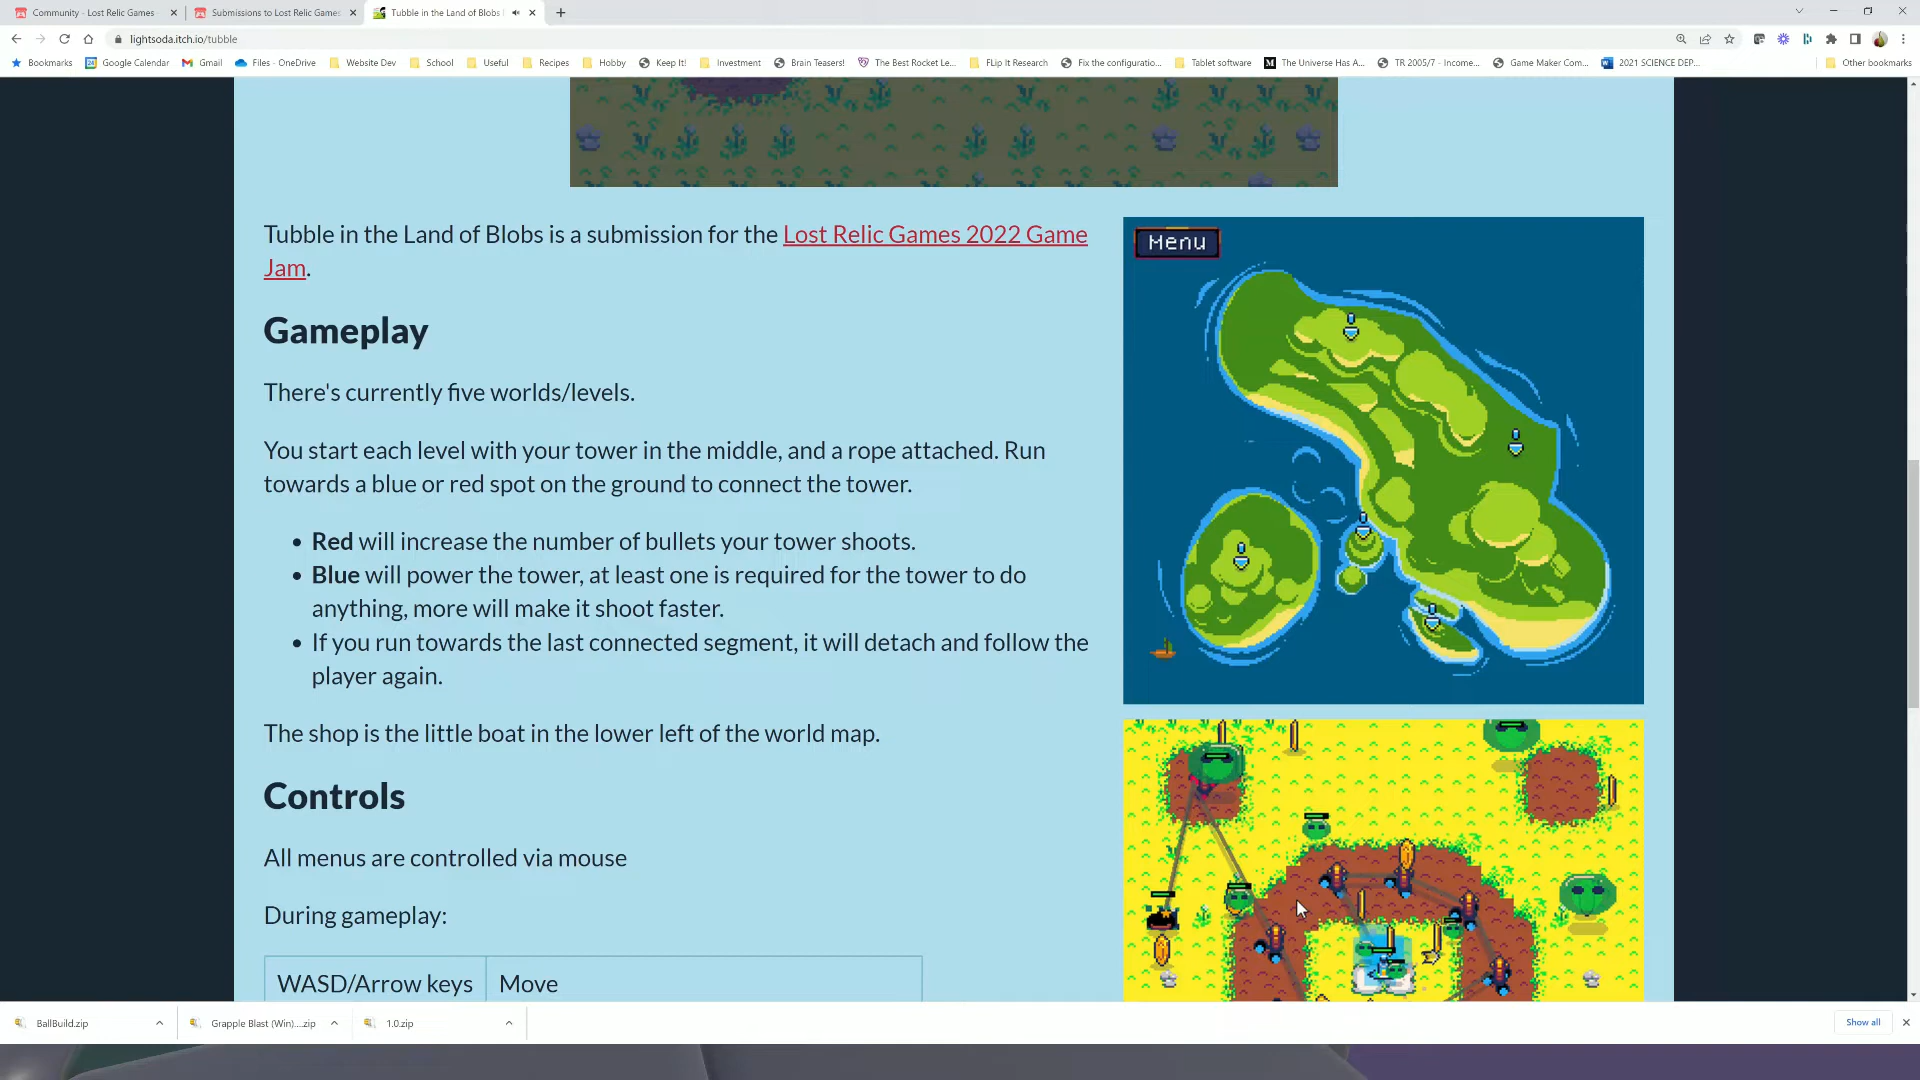 Community - Lost Relic Games
Submissions to Lost Relic Games
Tubble in the Land of Blobs
lightsoda.itch.io/tubble
Bookmarks
Google Calendar
Gmail
Files - OneDrive
Website Dev
School
Useful
Recipes
Hobby
Keep It!
Investment
Brain Teasers!
The Best Rocket Le...
FLip It Research
Fix the configuratio...
Tablet software
The Universe Has A...
TR 2005/7 - Income...
Game Maker Com...
2021 SCIENCE DEP...
Other bookmarks
Tubble in the Land of Blobs is a submission for the Lost Relic Games 2022 Game
Jam.
Menu
Gameplay
There's currently five worlds/levels.
You start each level with your tower in the middle, and a rope attached. Run
towards a blue or red spot on the ground to connect the tower.
• Red will increase the number of bullets your tower shoots.
• Blue will power the tower, at least one is required for the tower to do
anything, more will make it shoot faster.
• If you run towards the last connected segment, it will detach and follow the
player again.
The shop is the little boat in the lower left of the world map.
Controls
All menus are controlled via mouse
During gameplay:
WASD/Arrow keys Move
BallBuild.zip
Grapple Blast (Win)....zip
1.0.zip
Show all